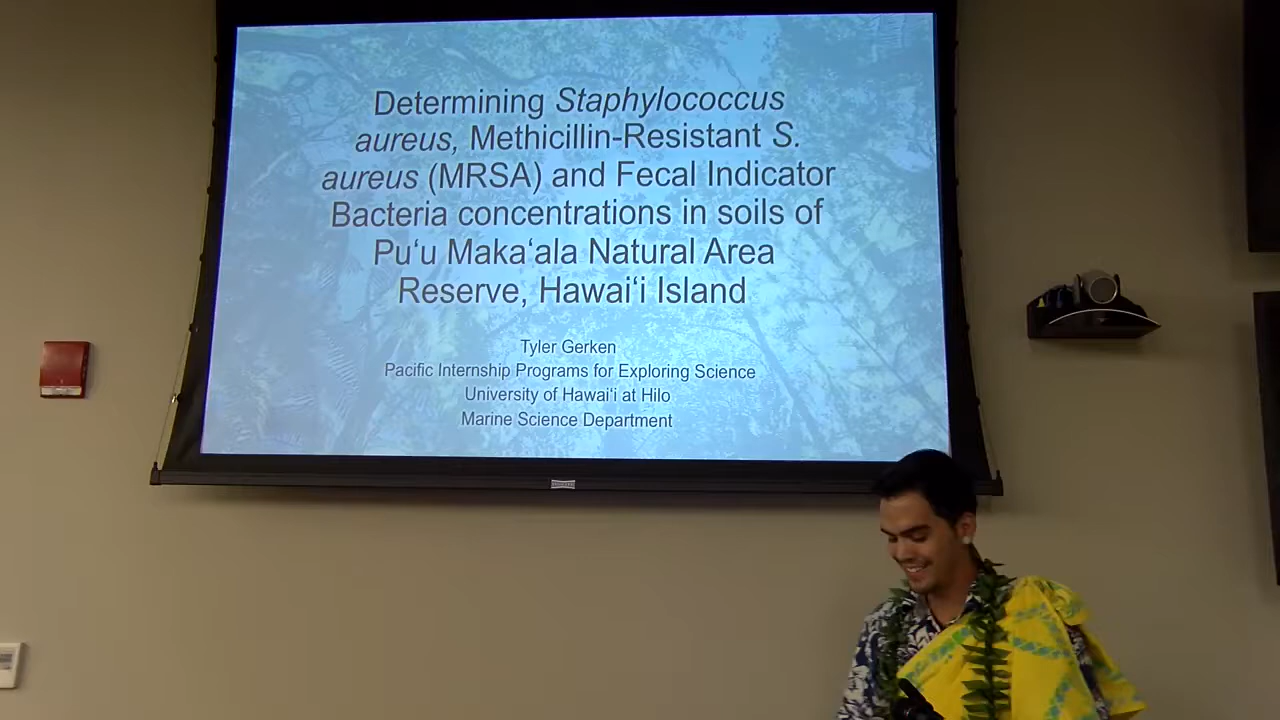 Determining Staphylococcus
aureus, Methicillin-Resistant S.
aureus (MRSA) and Fecal Indicator
Bacteria concentrations in soils of
Pu‘u Maka‘ala Natural Area
Reserve, Hawai‘i Island
Tyler Gerken
Pacific Internship Programs for Exploring Science
University of Hawai‘i at Hilo
Marine Science Department